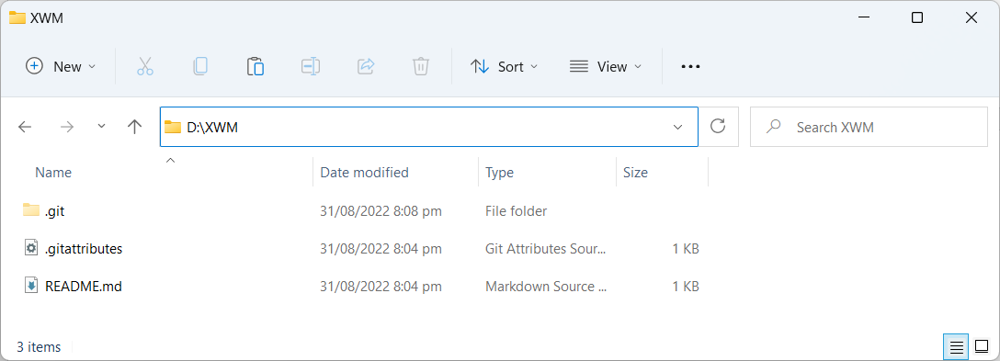 XWM
New Sort View
D:\XWM Search XWM
Name Date modified Type Size
.git 31/08/2022 8:08 pm File folder
.gitattributes 31/08/2022 8:04 pm Git Attributes Sour... 1 KB
README.md 31/08/2022 8:04 pm Markdown Source ... 1 KB
3 items